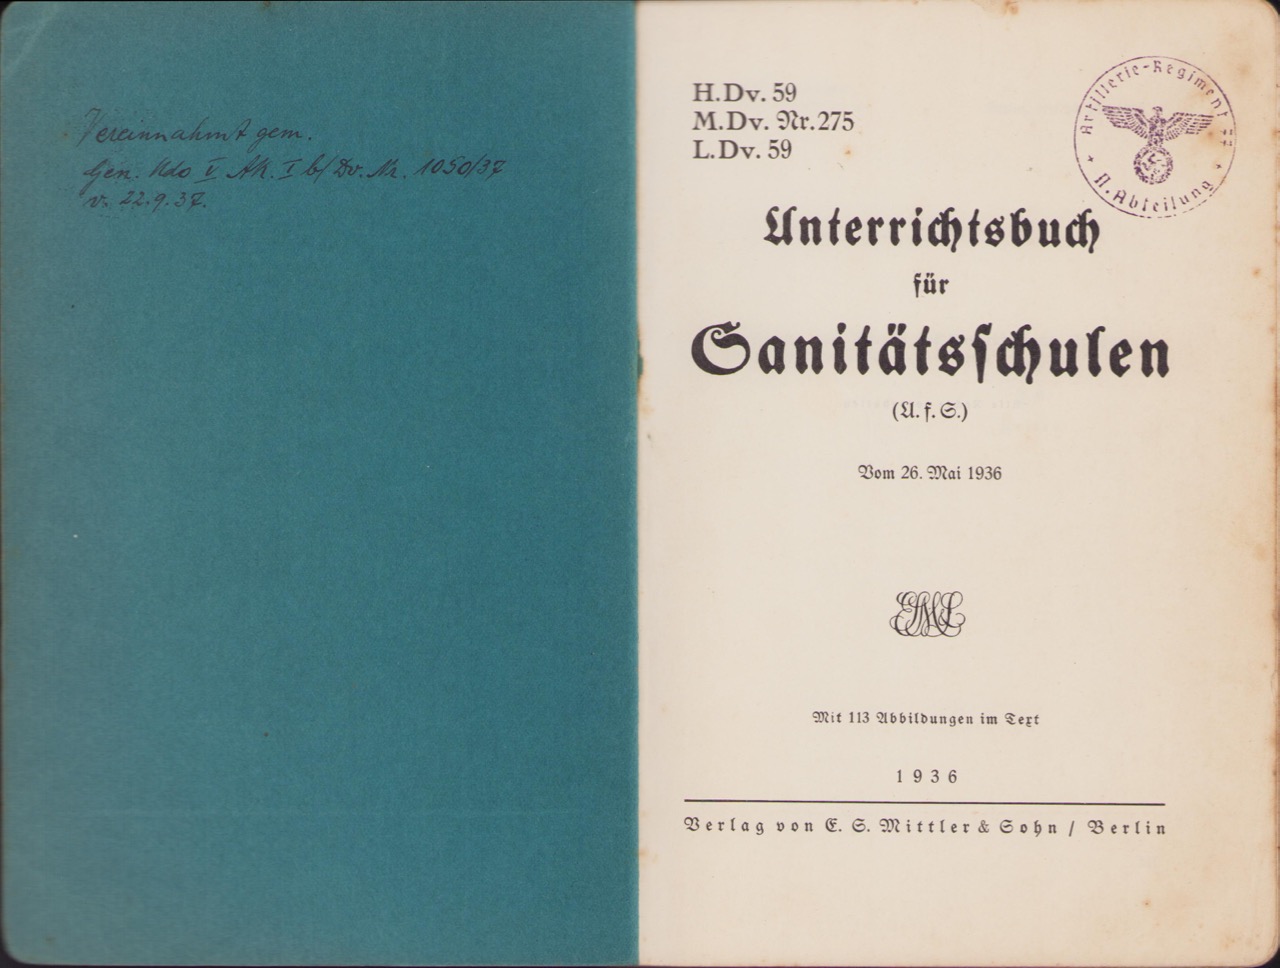 Vereinnahmt gem.
Gen. Kdo V. AK. I b/ Dv. Nr. 1050/37
v. 22.9.37.
H.Dv. 59
M.Dv. Nr. 275
L.Dv. 59
Artillerie-Regiment
II. Abteilung
Unterrichtsbuch
für
Sanitätsſchulen
(U. f. S.)
Vom 26. Mai 1936
Mit 113 Abbildungen im Text
1936
Verlag von E. S. Mittler & Sohn / Berlin